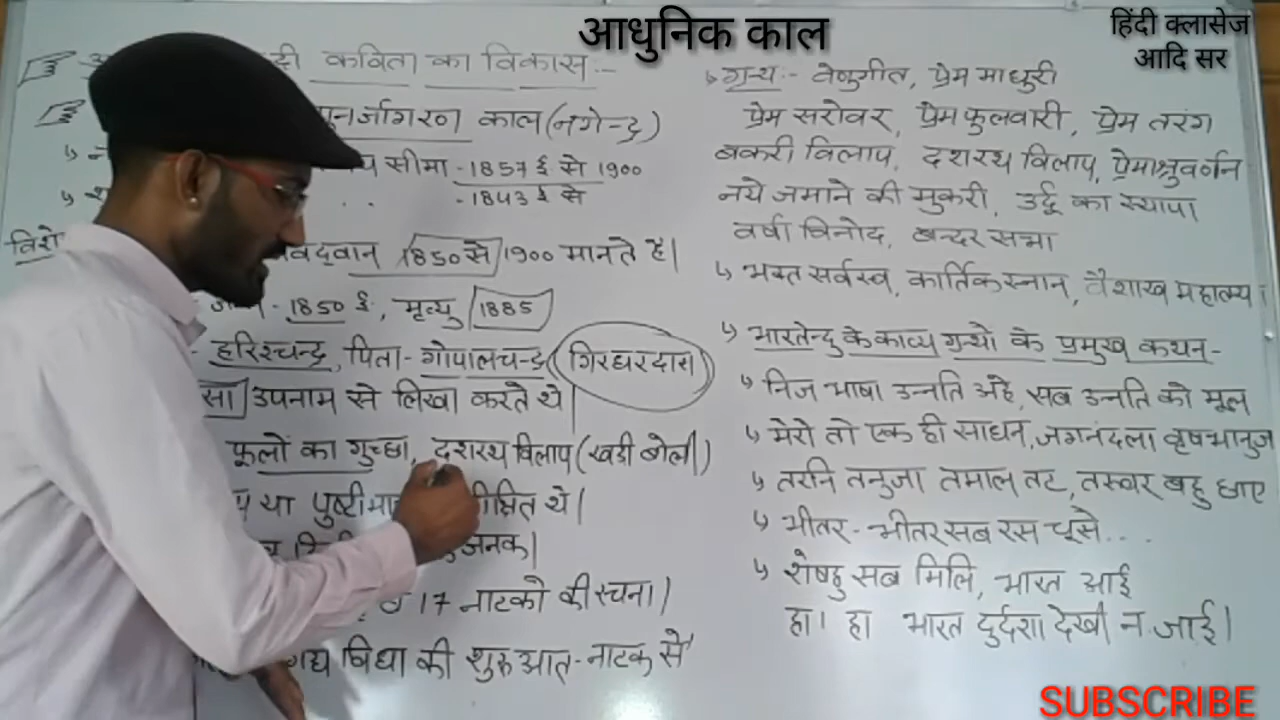 आधुनिक काल
हिंदी क्लासेज
आदि सर
कविता का विकास :-
पुनर्जागरण काल (नगेन्द्र)
सीमा - 1857 ई से 1900
- 1843 ई से
विद्वान 1850 से 1900 मानते है।
- 1850 ई, मृत्यु 1885
- हरिश्चन्द्र, पिता - गोपालचन्द्र (गिरधरदास)
सा उपनाम से लिखा करते थे।
फूलों का गुच्छा, दशरथ विलाप (खड़ी बोली)
या
थे।
17 नाटको की रचना।
गद्य विधा की शुरुआत - नाटक से
ग्रन्थ :- वेणुगीत, प्रेम माधुरी
प्रेम सरोवर, प्रेम फुलवारी, प्रेम तरंग
बकरी विलाप, दशरथ विलाप, प्रेमाश्रुवर्णन
नये जमाने की मुकरी, उर्दू का स्यापा
वर्षा विनोद, बन्दर सभा
भक्त सर्वस्व, कार्तिक स्नान, वैशाख महात्म्य।
भारतेन्दु के काव्य ग्रन्थो के प्रमुख कथन -
निज भाषा उन्नति अहे, सब उन्नति को मूल
मेरो तो एक ही साधन, जगनंदला वृषभानुज
तरनि तनुजा तमाल तट, तरुवर बहु छाए
भीतर - भीतर सब रस चूसे. . .
सब मिलि, भारत आई
हा। हा भारत दुर्दशा देखी न जाई।
SUBSCRIBE